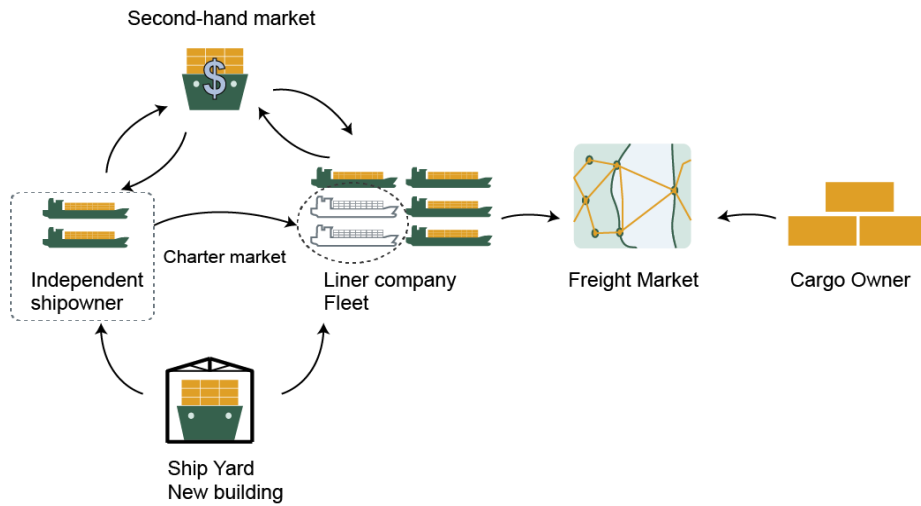 Second-hand market
$
Charter market
Independent
shipowner
Liner company
Fleet
Freight Market
Cargo Owner
Ship Yard
New building